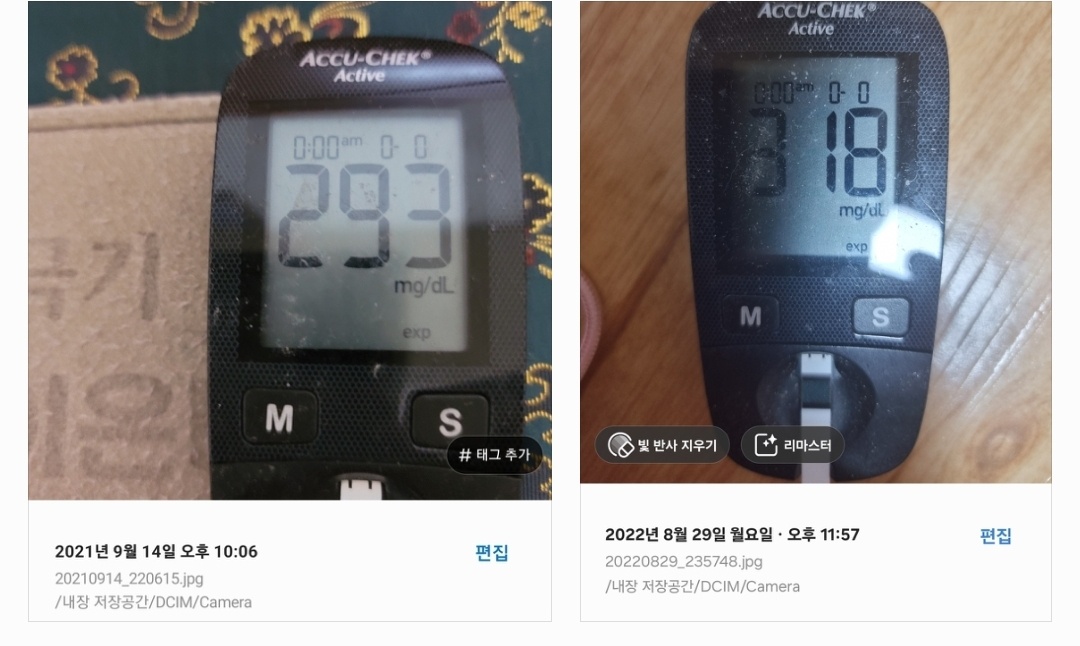 ACCU-CHEK®
Active
0:00 am 0- 0
293
mg/dL
exp
M S
# 태그 추가
2021년 9월 14일 오후 10:06
편집
20210914_220615.jpg
/내장 저장공간/DCIM/Camera
ACCU-CHEK®
Active
0:00 am 0- 0
318
mg/dL
exp
M S
빛 반사 지우기
리마스터
2022년 8월 29일 월요일 · 오후 11:57
편집
20220829_235748.jpg
/내장 저장공간/DCIM/Camera